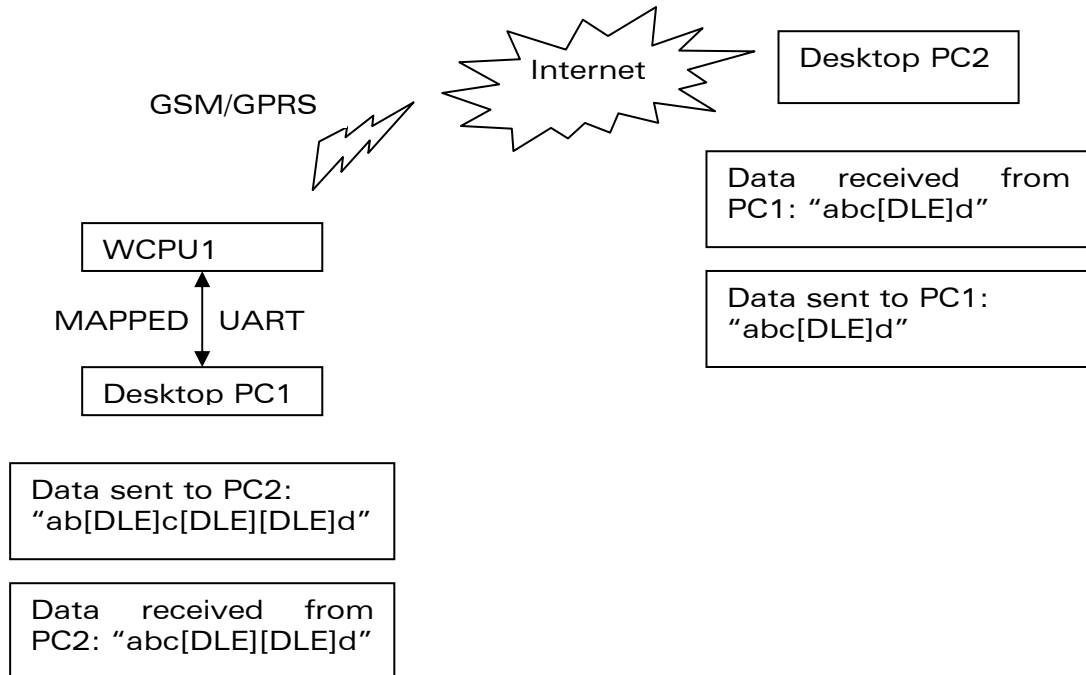 Internet
Desktop PC2
GSM/GPRS
Data received from
PC1: “abc[DLE]d”
WCPU1
Data sent to PC1:
“abc[DLE]d”
MAPPED UART
Desktop PC1
Data sent to PC2:
“ab[DLE]c[DLE][DLE]d”
Data received from
PC2: “abc[DLE][DLE]d”